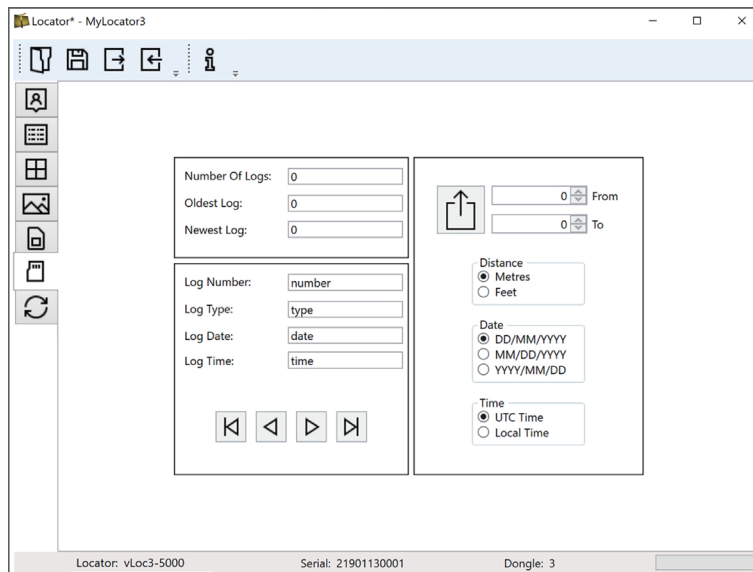 Locator* - MyLocator3
Number Of Logs: 0
Oldest Log: 0
Newest Log: 0
Log Number: number
Log Type: type
Log Date: date
Log Time: time
0 From
0 To
Distance
Metres
Feet
Date
DD/MM/YYYY
MM/DD/YYYY
YYYY/MM/DD
Time
UTC Time
Local Time
Locator: vLoc3-5000 Serial: 21901130001 Dongle: 3